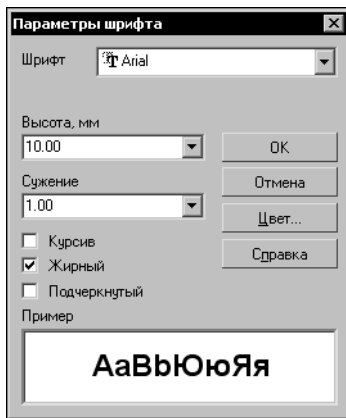 Параметры шрифта
Шрифт
Arial
Высота, мм
10.00
OK
Сужение
Отмена
1.00
Цвет...
Курсив
Справка
Жирный
Подчеркнутый
Пример
АаВЬЮюЯя